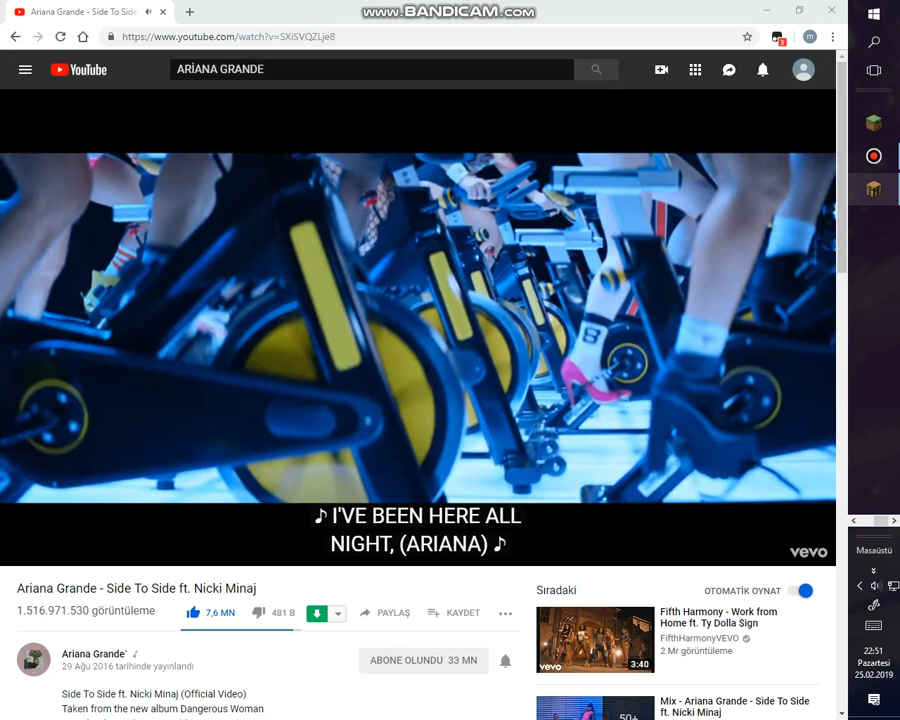 www.BANDICAM.com
Ariana Grande - Side To Side
https://www.youtube.com/watch?v=SXiSVQZLje8
m
3
YouTube
ARİANA GRANDE
♪ I'VE BEEN HERE ALL
NIGHT, (ARIANA) ♪
vevo
Ariana Grande - Side To Side ft. Nicki Minaj
1.516.971.530 görüntüleme
7,6 MN
481 B
PAYLAŞ
KAYDET
Ariana Grande
29 Ağu 2016 tarihinde yayınlandı
ABONE OLUNDU 33 MN
Side To Side ft. Nicki Minaj (Official Video)
Taken from the new album Dangerous Woman
Sıradaki
OTOMATİK OYNAT
vevo
3:40
Fifth Harmony - Work from
Home ft. Ty Dolla $ign
FifthHarmonyVEVO
2 Mr görüntüleme
50+
Mix - Ariana Grande - Side To Side
ft. Nicki Minaj
Masaüstü
22:51
Pazartesi
25.02.2019